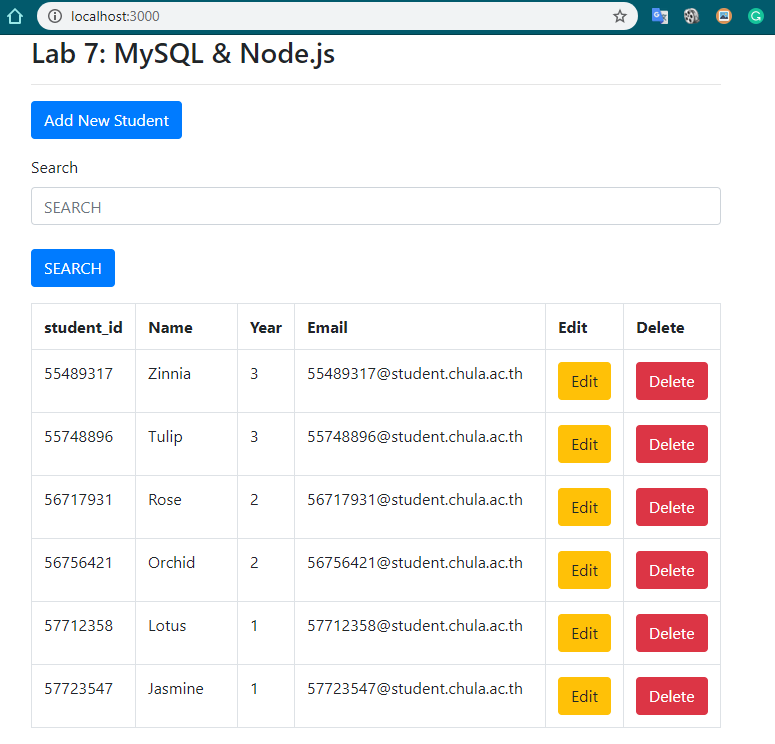 localhost:3000
Lab 7: MySQL & Node.js
Add New Student
Search
SEARCH
SEARCH
student_id Name Year Email Edit Delete
55489317 Zinnia 3 55489317@student.chula.ac.th Edit Delete
55748896 Tulip 3 55748896@student.chula.ac.th Edit Delete
56717931 Rose 2 56717931@student.chula.ac.th Edit Delete
56756421 Orchid 2 56756421@student.chula.ac.th Edit Delete
57712358 Lotus 1 57712358@student.chula.ac.th Edit Delete
57723547 Jasmine 1 57723547@student.chula.ac.th Edit Delete